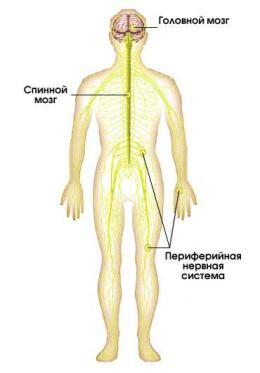 Головной мозг
Спинной
мозг
Периферийная
нервная
система